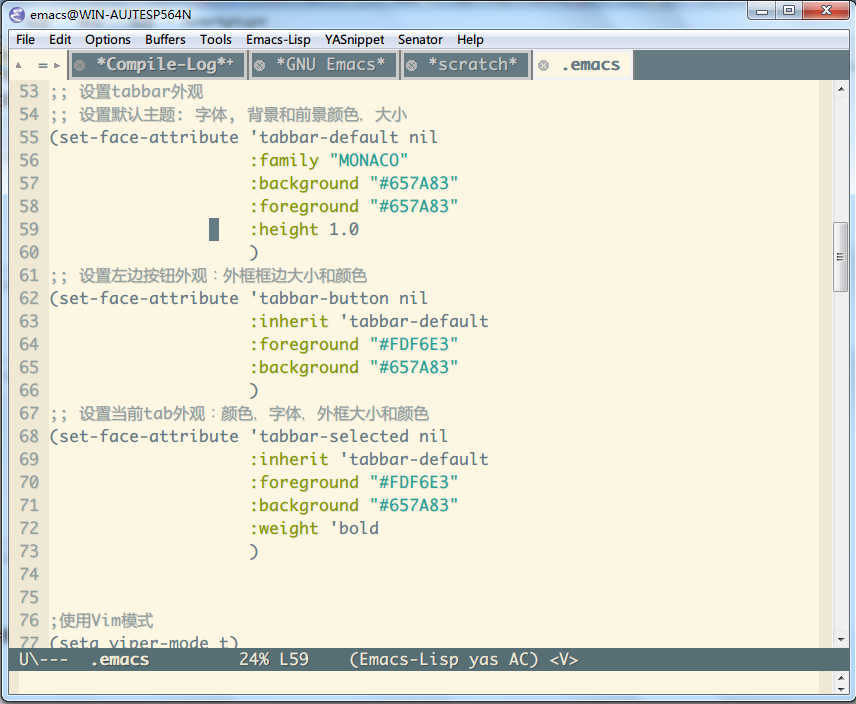 emacs@WIN-AUJTESP564N
File Edit Options Buffers Tools Emacs-Lisp YASnippet Senator Help
*Compile-Log*+ *GNU Emacs* *scratch* .emacs
53 ;; 设置tabbar外观
54 ;; 设置默认主题: 字体, 背景和前景颜色, 大小
55 (set-face-attribute 'tabbar-default nil
56 :family "MONACO"
57 :background "#657A83"
58 :foreground "#657A83"
59 :height 1.0
60 )
61 ;; 设置左边按钮外观：外框框边大小和颜色
62 (set-face-attribute 'tabbar-button nil
63 :inherit 'tabbar-default
64 :foreground "#FDF6E3"
65 :background "#657A83"
66 )
67 ;; 设置当前tab外观：颜色, 字体, 外框大小和颜色
68 (set-face-attribute 'tabbar-selected nil
69 :inherit 'tabbar-default
70 :foreground "#FDF6E3"
71 :background "#657A83"
72 :weight 'bold
73 )
74
75
76 ;使用Vim模式
77 (setq viper-mode t)
U\--- .emacs 24% L59 (Emacs-Lisp yas AC) <V>